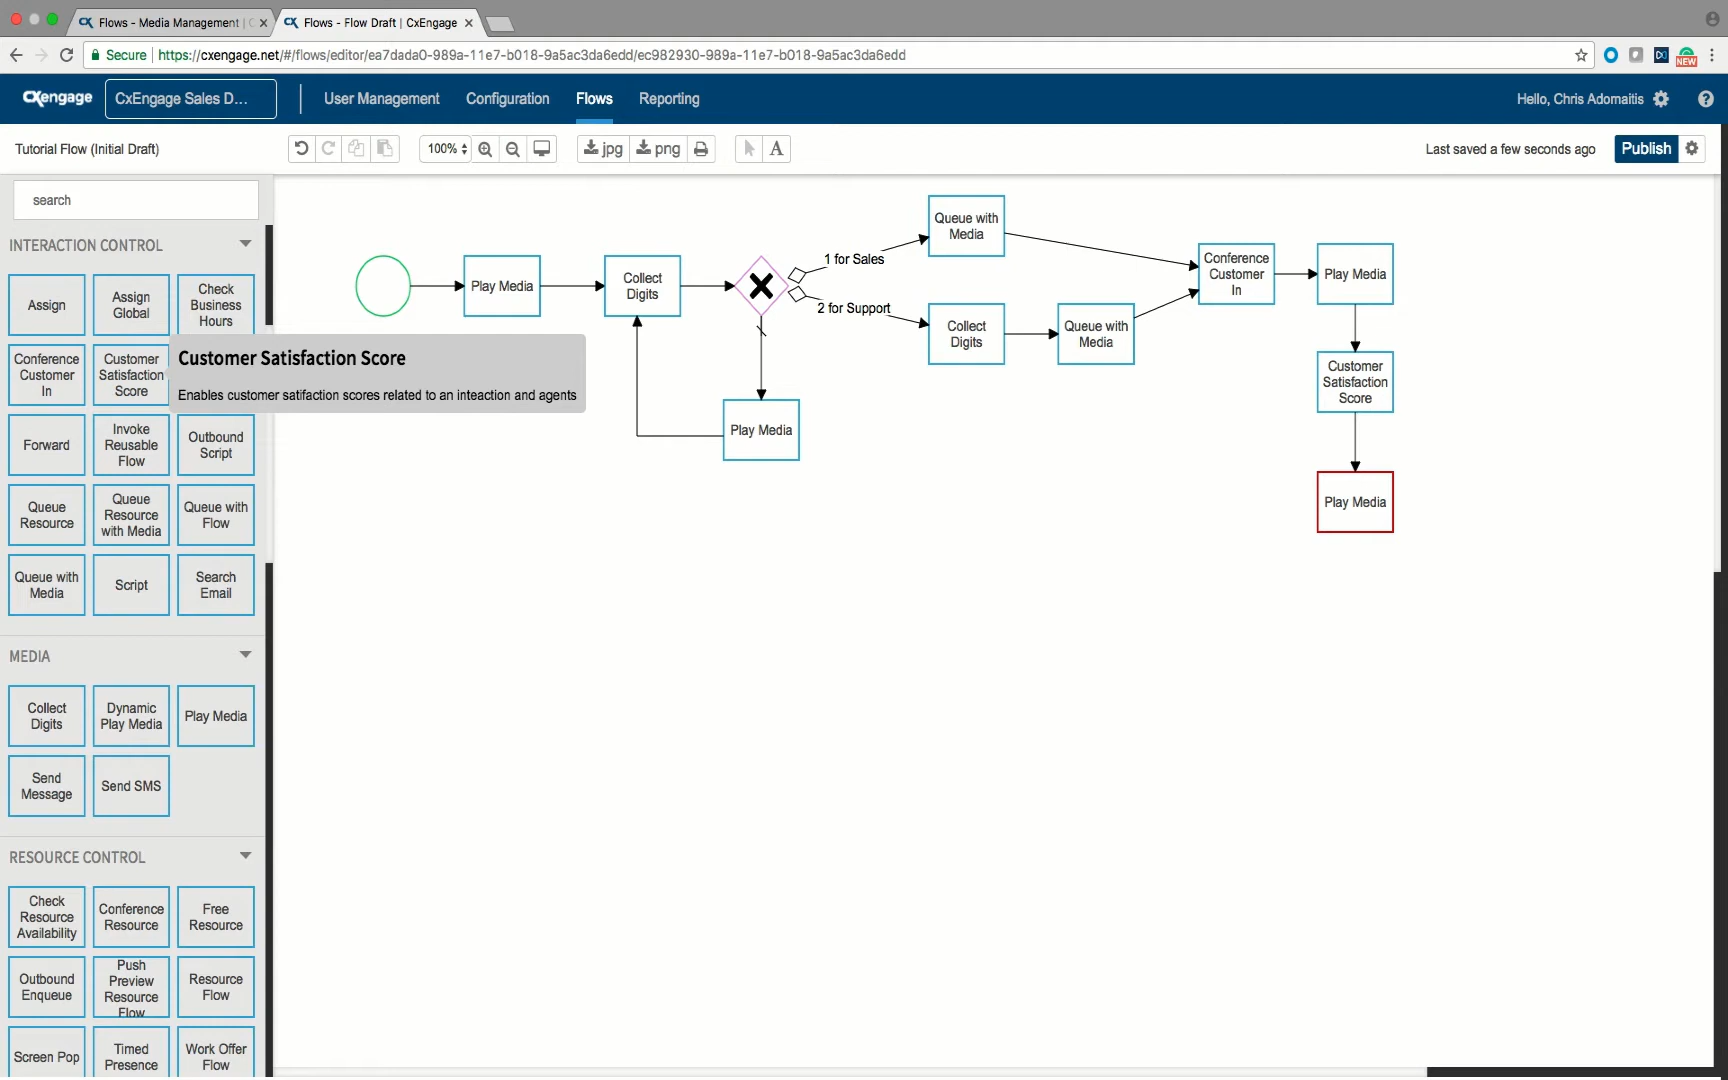 Flows - Media Management | C
Flows - Flow Draft | CxEngage
Secure
https://cxengage.net/#/flows/editor/ea7dada0-989a-11e7-b018-9a5ac3da6edd/ec982930-989a-11e7-b018-9a5ac3da6edd
NEW
CXengage
CxEngage Sales D...
User Management
Configuration
Flows
Reporting
Hello, Chris Adomaitis
Tutorial Flow (Initial Draft)
100%
jpg
png
A
Last saved a few seconds ago
Publish
search
INTERACTION CONTROL
Assign
Assign
Global
Check
Business
Hours
Conference
Customer
In
Customer
Satisfaction
Score
Customer Satisfaction Score
Enables customer satifaction scores related to an inteaction and agents
Forward
Invoke
Reusable
Flow
Outbound
Script
Queue
Resource
Queue
Resource
with Media
Queue with
Flow
Queue with
Media
Script
Search
Email
MEDIA
Collect
Digits
Dynamic
Play Media
Play Media
Send
Message
Send SMS
RESOURCE CONTROL
Check
Resource
Availability
Conference
Resource
Free
Resource
Outbound
Enqueue
Push
Preview
Resource
Flow
Resource
Flow
Screen Pop
Timed
Presence
Work Offer
Flow
Play Media
Collect
Digits
1 for Sales
2 for Support
Play Media
Queue with
Media
Collect
Digits
Queue with
Media
Conference
Customer
In
Play Media
Customer
Satisfaction
Score
Play Media